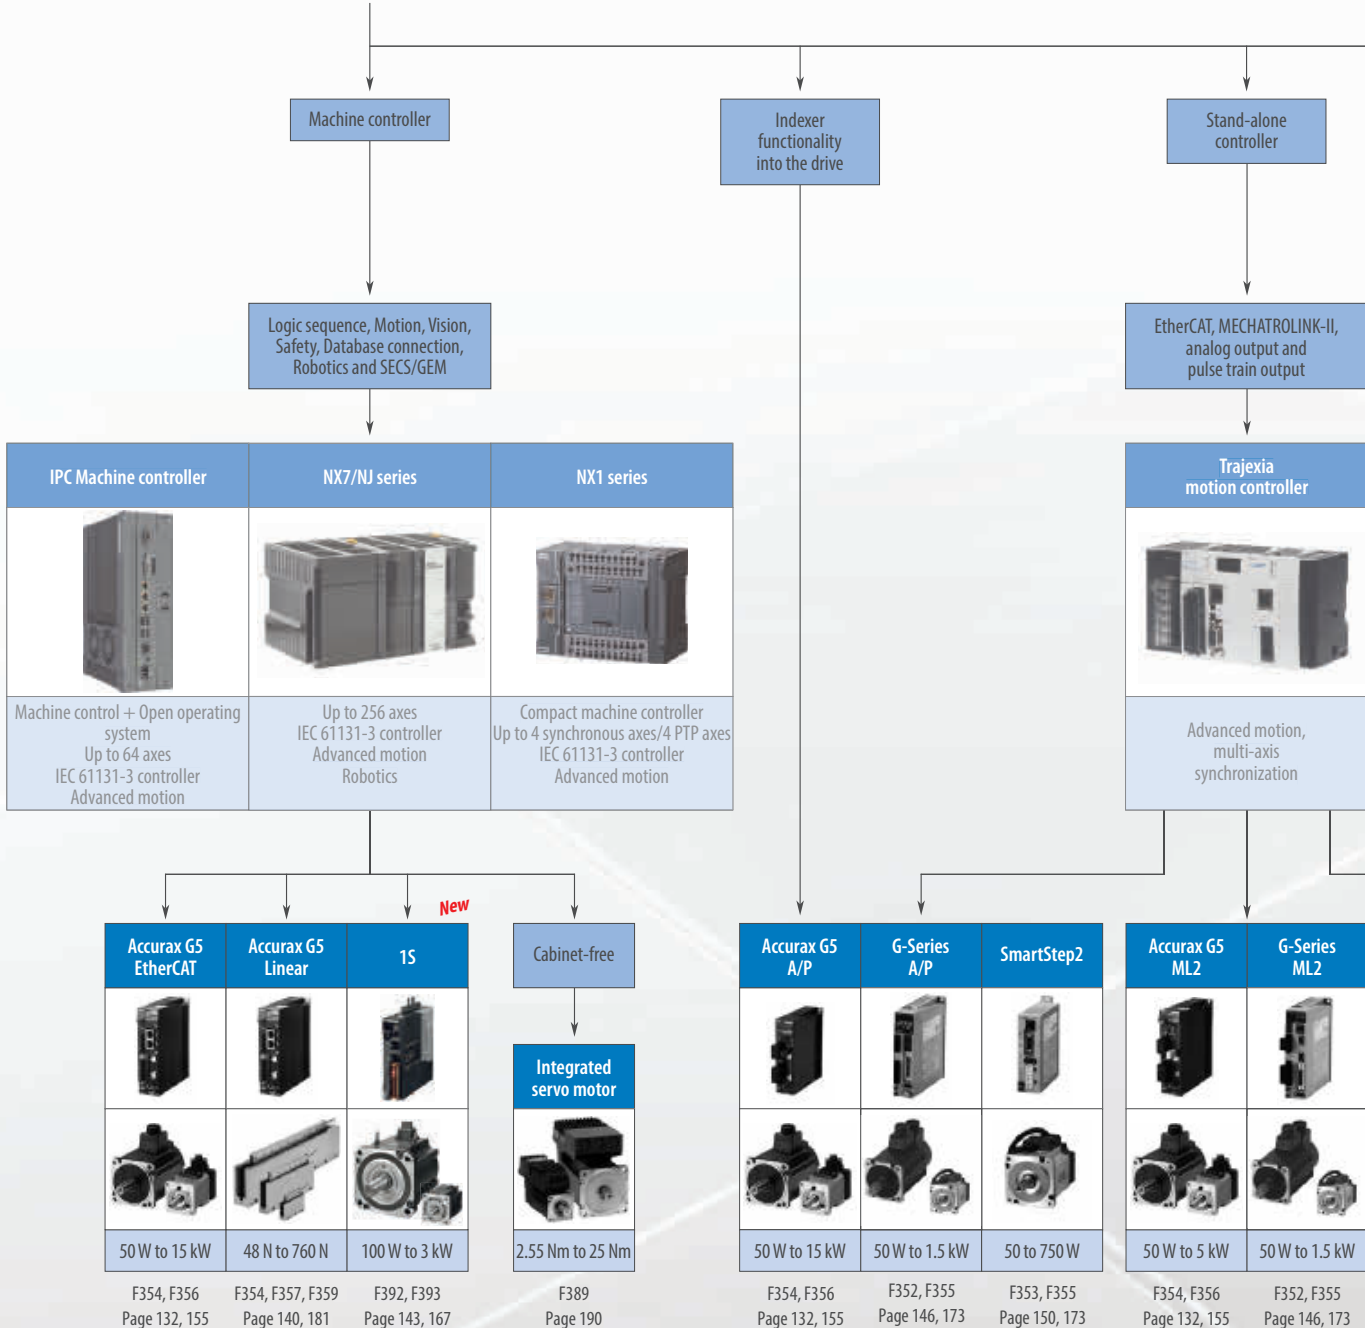 Machine controller
Indexer
functionality
into the drive
Stand-alone
controller
Logic sequence, Motion, Vision,
Safety, Database connection,
Robotics and SECS/GEM
EtherCAT, MECHATROLINK-II,
analog output and
pulse train output
IPC Machine controller
Machine control + Open operating
system
Up to 64 axes
IEC 61131-3 controller
Advanced motion
NX7/NJ series
Up to 256 axes
IEC 61131-3 controller
Advanced motion
Robotics
NX1 series
Compact machine controller
Up to 4 synchronous axes/4 PTP axes
IEC 61131-3 controller
Advanced motion
Trajexia
motion controller
Advanced motion,
multi-axis
synchronization
Accurax G5
EtherCAT
50 W to 15 kW
F354, F356
Page 132, 155
Accurax G5
Linear
48 N to 760 N
F354, F357, F359
Page 140, 181
New
1S
100 W to 3 kW
F392, F393
Page 143, 167
Cabinet-free
Integrated
servo motor
2.55 Nm to 25 Nm
F389
Page 190
Accurax G5
A/P
50 W to 15 kW
F354, F356
Page 132, 155
G-Series
A/P
50 W to 1.5 kW
F352, F355
Page 146, 173
SmartStep2
50 to 750 W
F353, F355
Page 150, 173
Accurax G5
ML2
50 W to 5 kW
F354, F356
Page 132, 155
G-Series
ML2
50 W to 1.5 kW
F352, F355
Page 146, 173